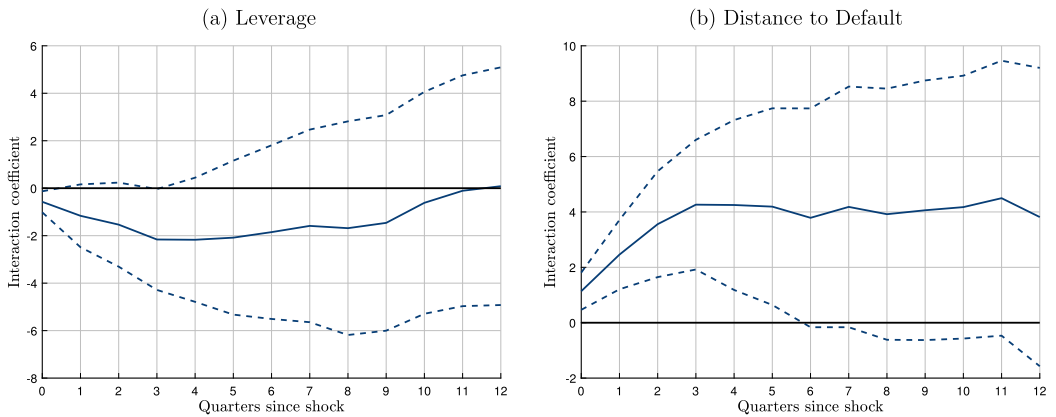 (a) Leverage
6
4
2
0
-2
-4
-6
-8
Interaction coefficient
0 1 2 3 4 5 6 7 8 9 10 11 12
Quarters since shock
(b) Distance to Default
10
8
6
4
2
0
-2
Interaction coefficient
0 1 2 3 4 5 6 7 8 9 10 11 12
Quarters since shock